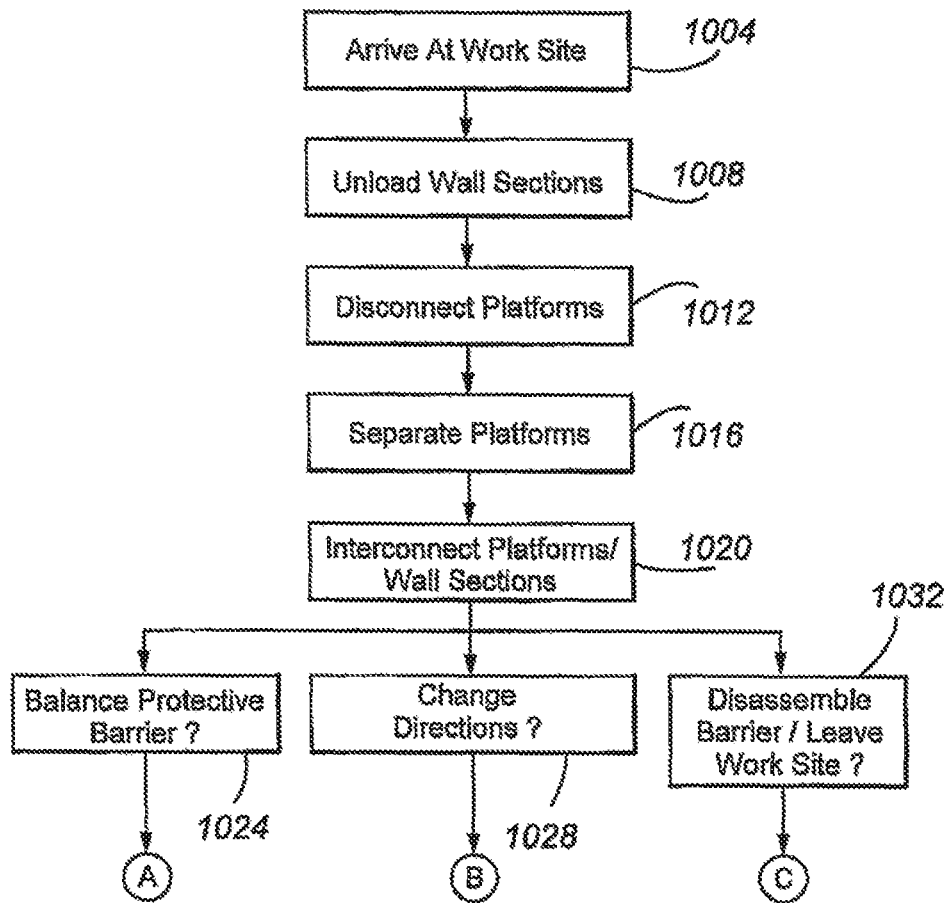 Arrive At Work Site
1004
Unload Wall Sections
1008
Disconnect Platforms
1012
Separate Platforms
1016
Interconnect Platforms/
Wall Sections
1020
1032
Balance Protective
Barrier ?
1024
Change
Directions ?
1028
Disassemble
Barrier / Leave
Work Site ?
A
B
C